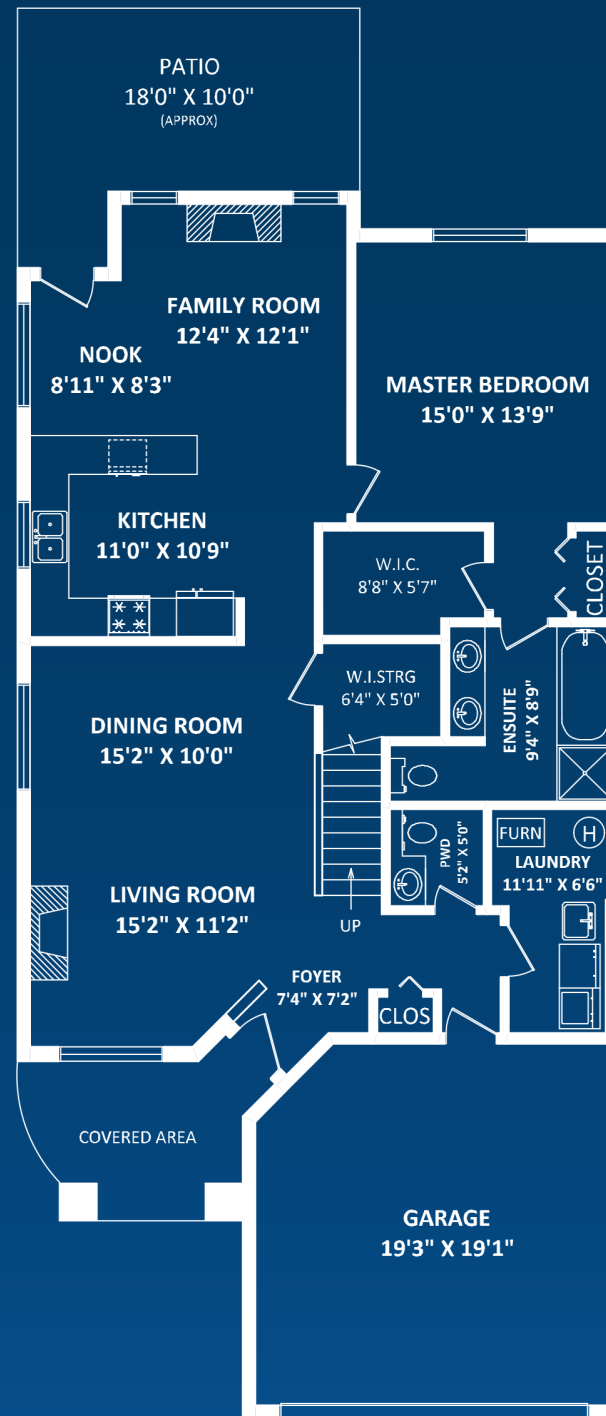 PATIO
18'0" X 10'0"
(APPROX)
FAMILY ROOM
12'4" X 12'1"
NOOK
8'11" X 8'3"
MASTER BEDROOM
15'0" X 13'9"
KITCHEN
11'0" X 10'9"
W.I.C.
8'8" X 5'7"
CLOSET
W.I.STRG
6'4" X 5'0"
ENSUITE
9'4" X 8'9"
DINING ROOM
15'2" X 10'0"
PWD
5'2" X 5'0"
FURN
H
LAUNDRY
11'11" X 6'6"
LIVING ROOM
15'2" X 11'2"
UP
FOYER
7'4" X 7'2"
CLOS
COVERED AREA
GARAGE
19'3" X 19'1"